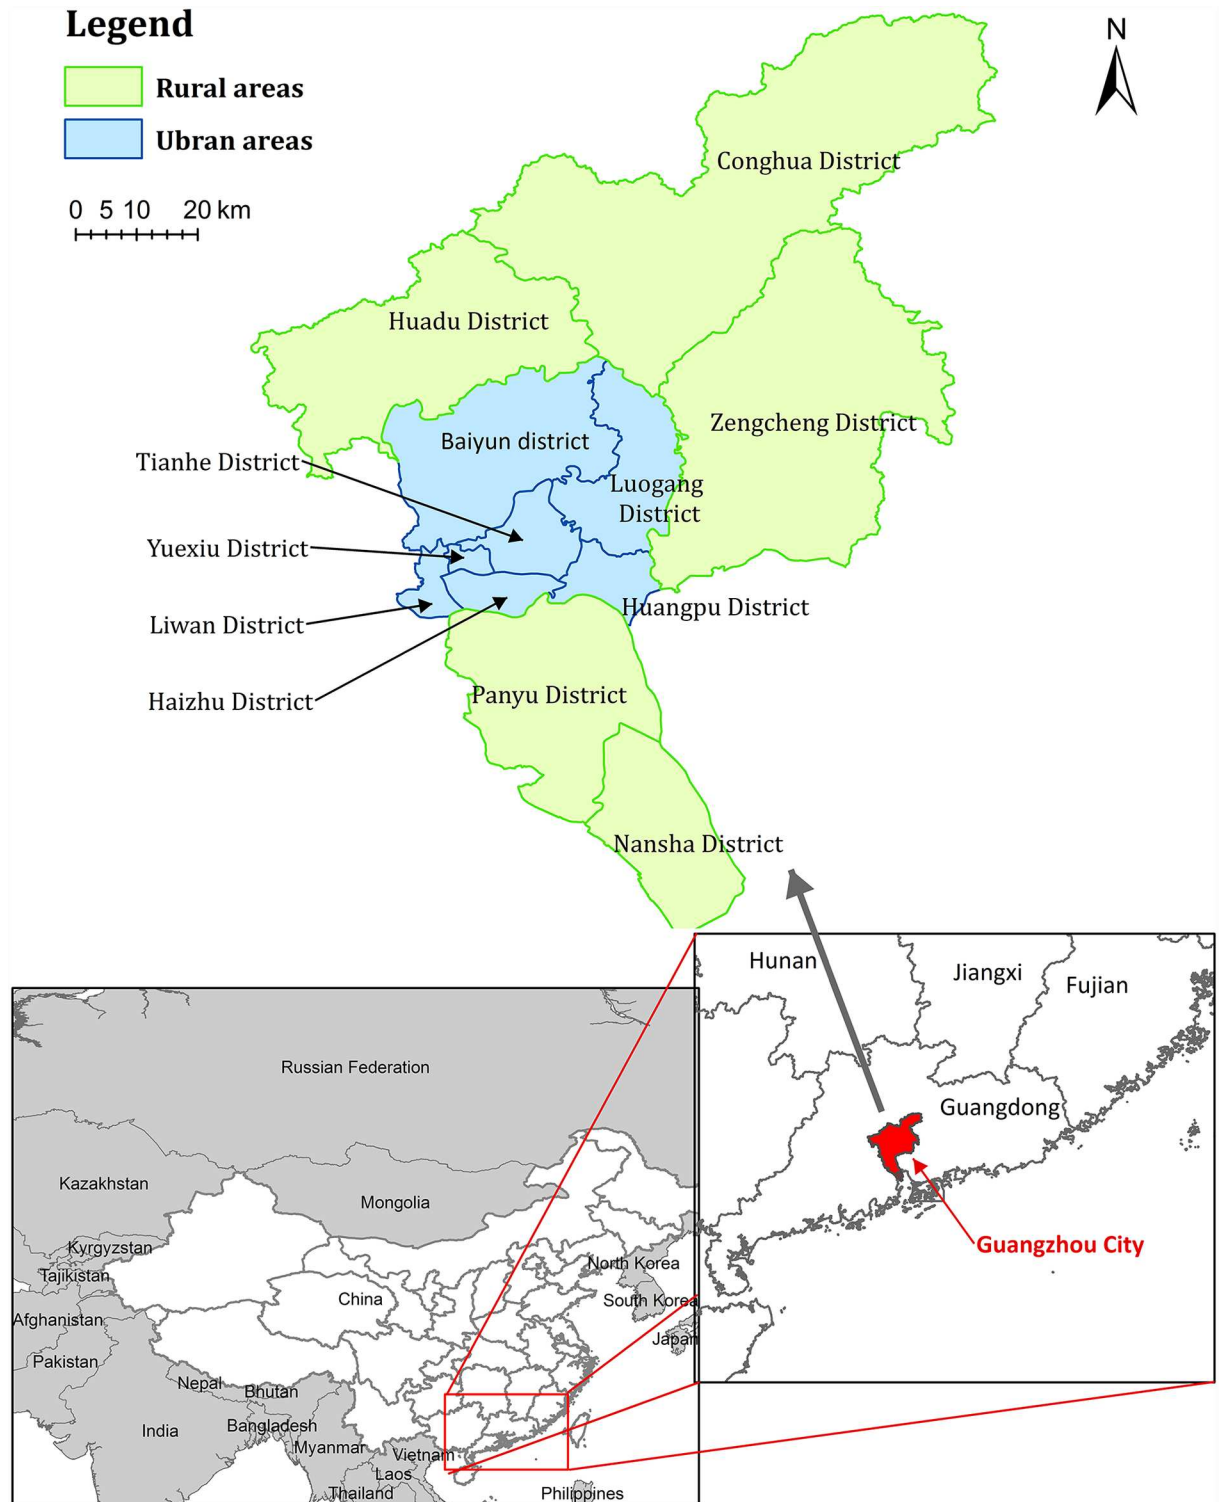 Legend
N
Rural areas
Ubran areas
0 5 10 20 km
Conghua District
Huadu District
Zengcheng District
Baiyun district
Tianhe District
Luogang
District
Yuexiu District
Huangpu District
Liwan District
Panyu District
Haizhu District
Nansha District
Hunan
Jiangxi
Fujian
Guangdong
Guangzhou City
Russian Federation
Kazakhstan
Mongolia
Kyrgyzstan
North Korea
Tajikistan
China
South Korea
Afghanistan
Japan
Pakistan
Nepal
Bhutan
India
Bangladesh
Myanmar
Vietnam
Laos
Thailand
Philippines